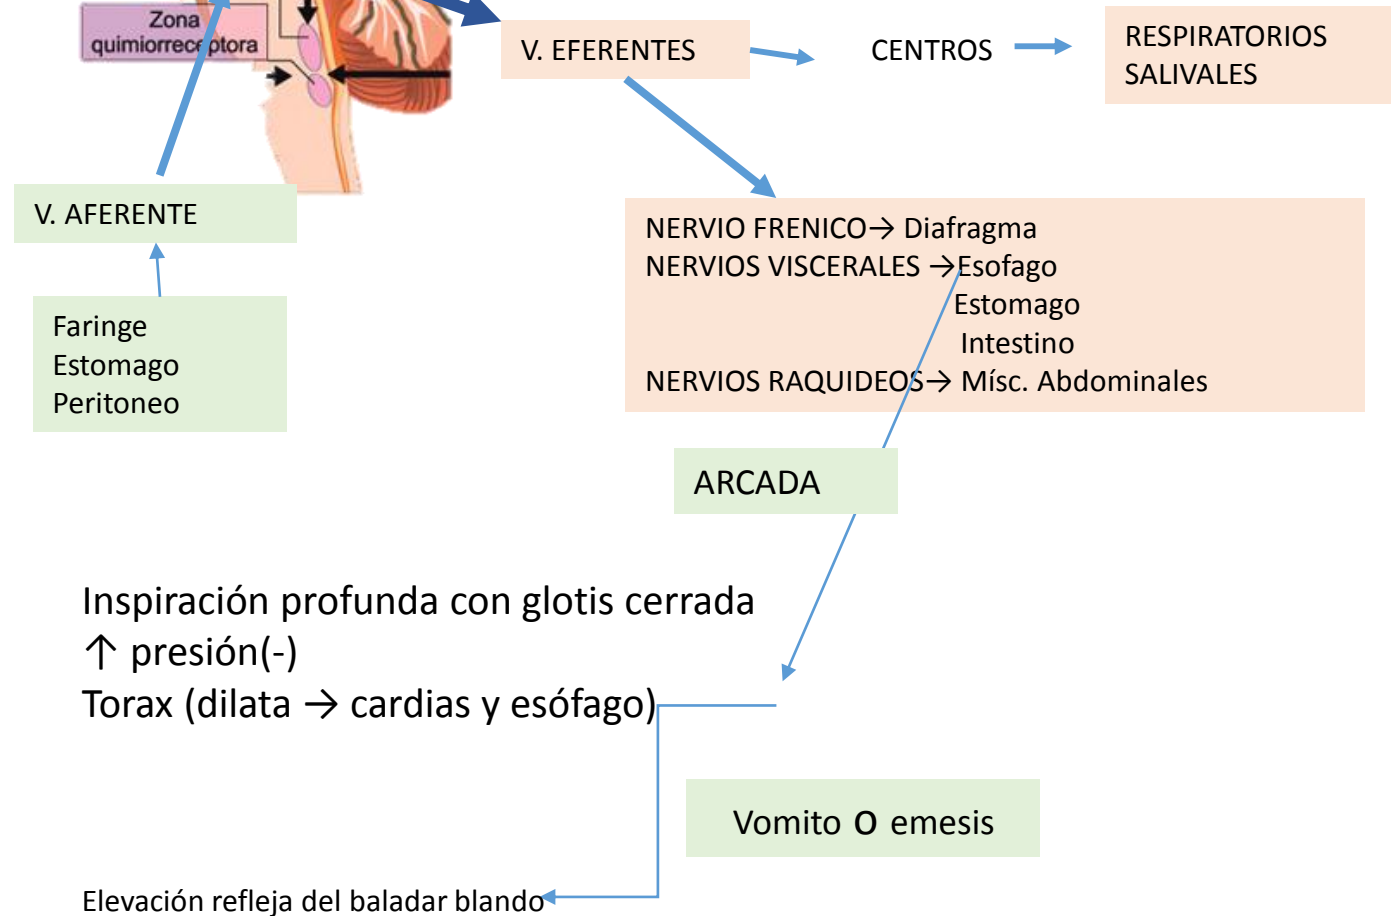 Zona
quimiorreceptora
V. EFERENTES
CENTROS
RESPIRATORIOS
SALIVALES
V. AFERENTE
Faringe
Estomago
Peritoneo
NERVIO FRENICO→ Diafragma
NERVIOS VISCERALES →Esofago
Estomago
Intestino
NERVIOS RAQUIDEOS→ Mísc. Abdominales
ARCADA
Inspiración profunda con glotis cerrada
↑ presión(-)
Torax (dilata → cardias y esófago)
Vomito o emesis
Elevación refleja del baladar blando